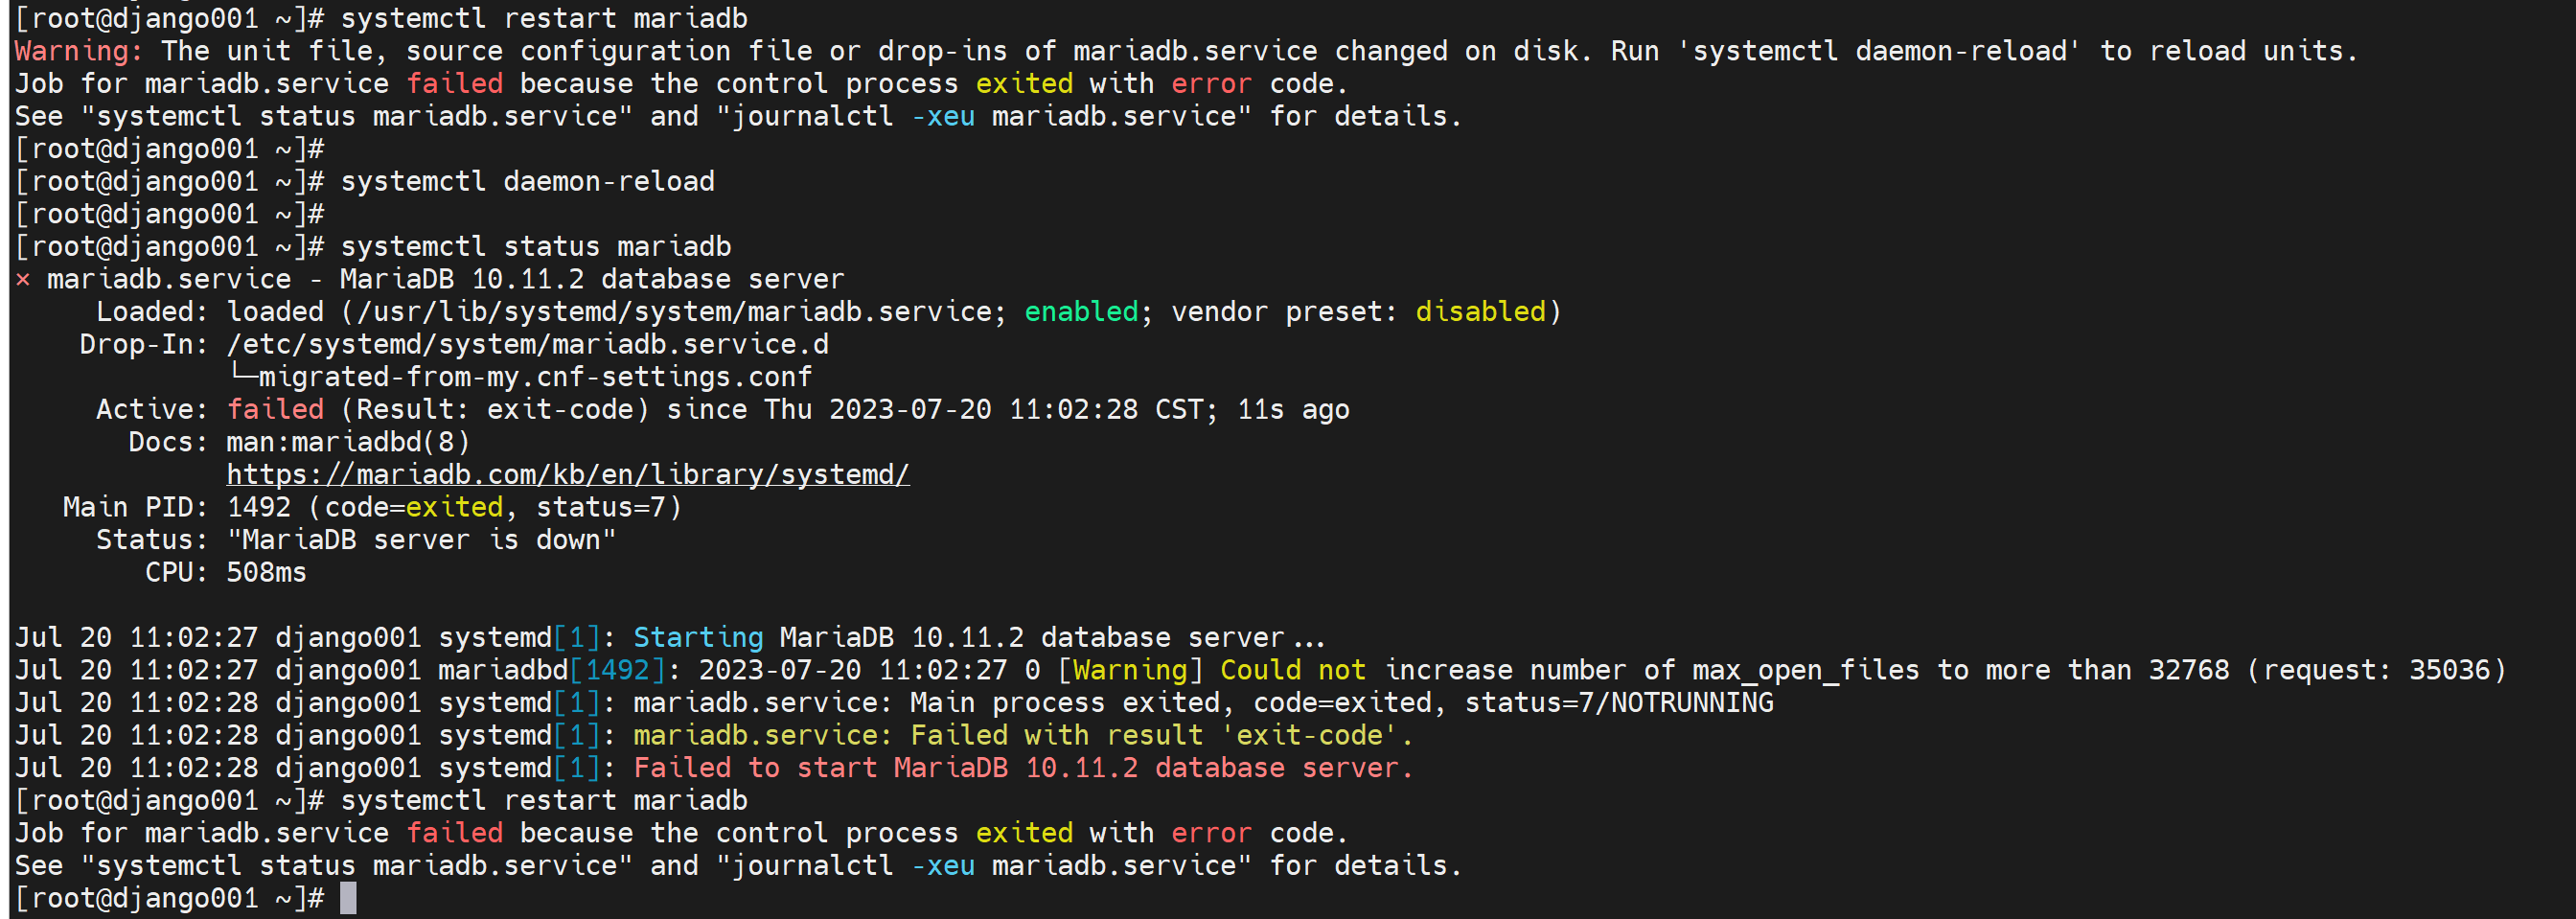 [root@django001 ~]# systemctl restart mariadb
Warning: The unit file, source configuration file or drop-ins of mariadb.service changed on disk. Run 'systemctl daemon-reload' to reload units.
Job for mariadb.service failed because the control process exited with error code.
See "systemctl status mariadb.service" and "journalctl -xeu mariadb.service" for details.
[root@django001 ~]#
[root@django001 ~]# systemctl daemon-reload
[root@django001 ~]#
[root@django001 ~]# systemctl status mariadb
× mariadb.service - MariaDB 10.11.2 database server
     Loaded: loaded (/usr/lib/systemd/system/mariadb.service; enabled; vendor preset: disabled)
    Drop-In: /etc/systemd/system/mariadb.service.d
             └─migrated-from-my.cnf-settings.conf
     Active: failed (Result: exit-code) since Thu 2023-07-20 11:02:28 CST; 11s ago
       Docs: man:mariadbd(8)
             https://mariadb.com/kb/en/library/systemd/
   Main PID: 1492 (code=exited, status=7)
     Status: "MariaDB server is down"
        CPU: 508ms

Jul 20 11:02:27 django001 systemd[1]: Starting MariaDB 10.11.2 database server...
Jul 20 11:02:27 django001 mariadbd[1492]: 2023-07-20 11:02:27 0 [Warning] Could not increase number of max_open_files to more than 32768 (request: 35036)
Jul 20 11:02:28 django001 systemd[1]: mariadb.service: Main process exited, code=exited, status=7/NOTRUNNING
Jul 20 11:02:28 django001 systemd[1]: mariadb.service: Failed with result 'exit-code'.
Jul 20 11:02:28 django001 systemd[1]: Failed to start MariaDB 10.11.2 database server.
[root@django001 ~]# systemctl restart mariadb
Job for mariadb.service failed because the control process exited with error code.
See "systemctl status mariadb.service" and "journalctl -xeu mariadb.service" for details.
[root@django001 ~]#